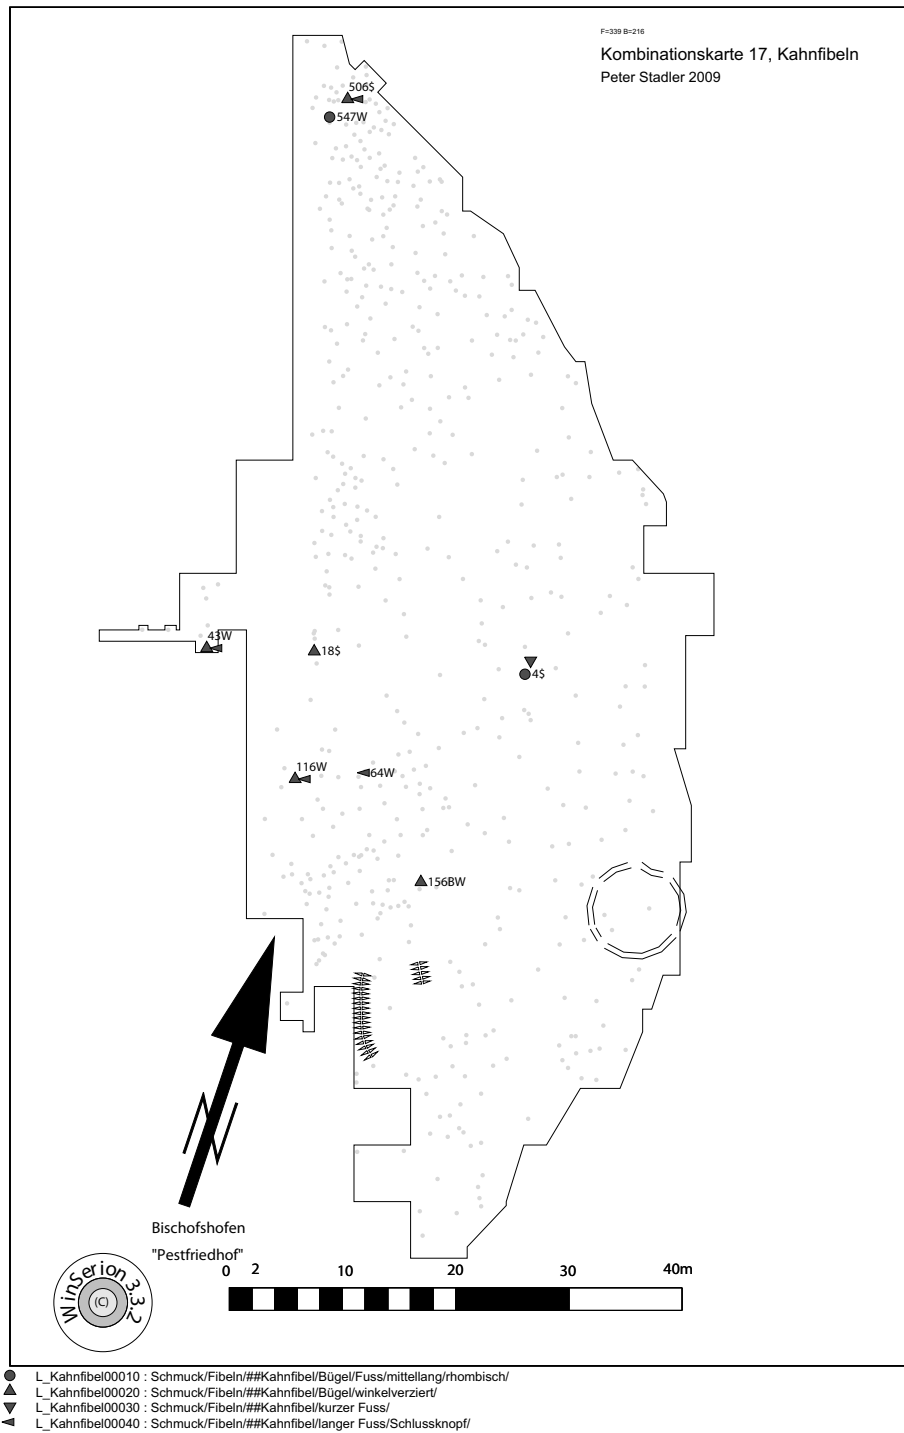 F=339 B=216
Kombinationskarte 17, Kahnfibeln
Peter Stadler 2009
506$
547W
43W
18$
4$
116W
64W
156BW
Bischofshofen
"Pestfriedhof"
WinSerion 3.3.2
(C)
0 2 10 20 30 40m
L_Kahnfibel00010 : Schmuck/Fibeln/##Kahnfibel/Bügel/Fuss/mittellang/rhombisch/
L_Kahnfibel00020 : Schmuck/Fibeln/##Kahnfibel/Bügel/winkelverziert/
L_Kahnfibel00030 : Schmuck/Fibeln/##Kahnfibel/kurzer Fuss/
L_Kahnfibel00040 : Schmuck/Fibeln/##Kahnfibel/langer Fuss/Schlussknopf/